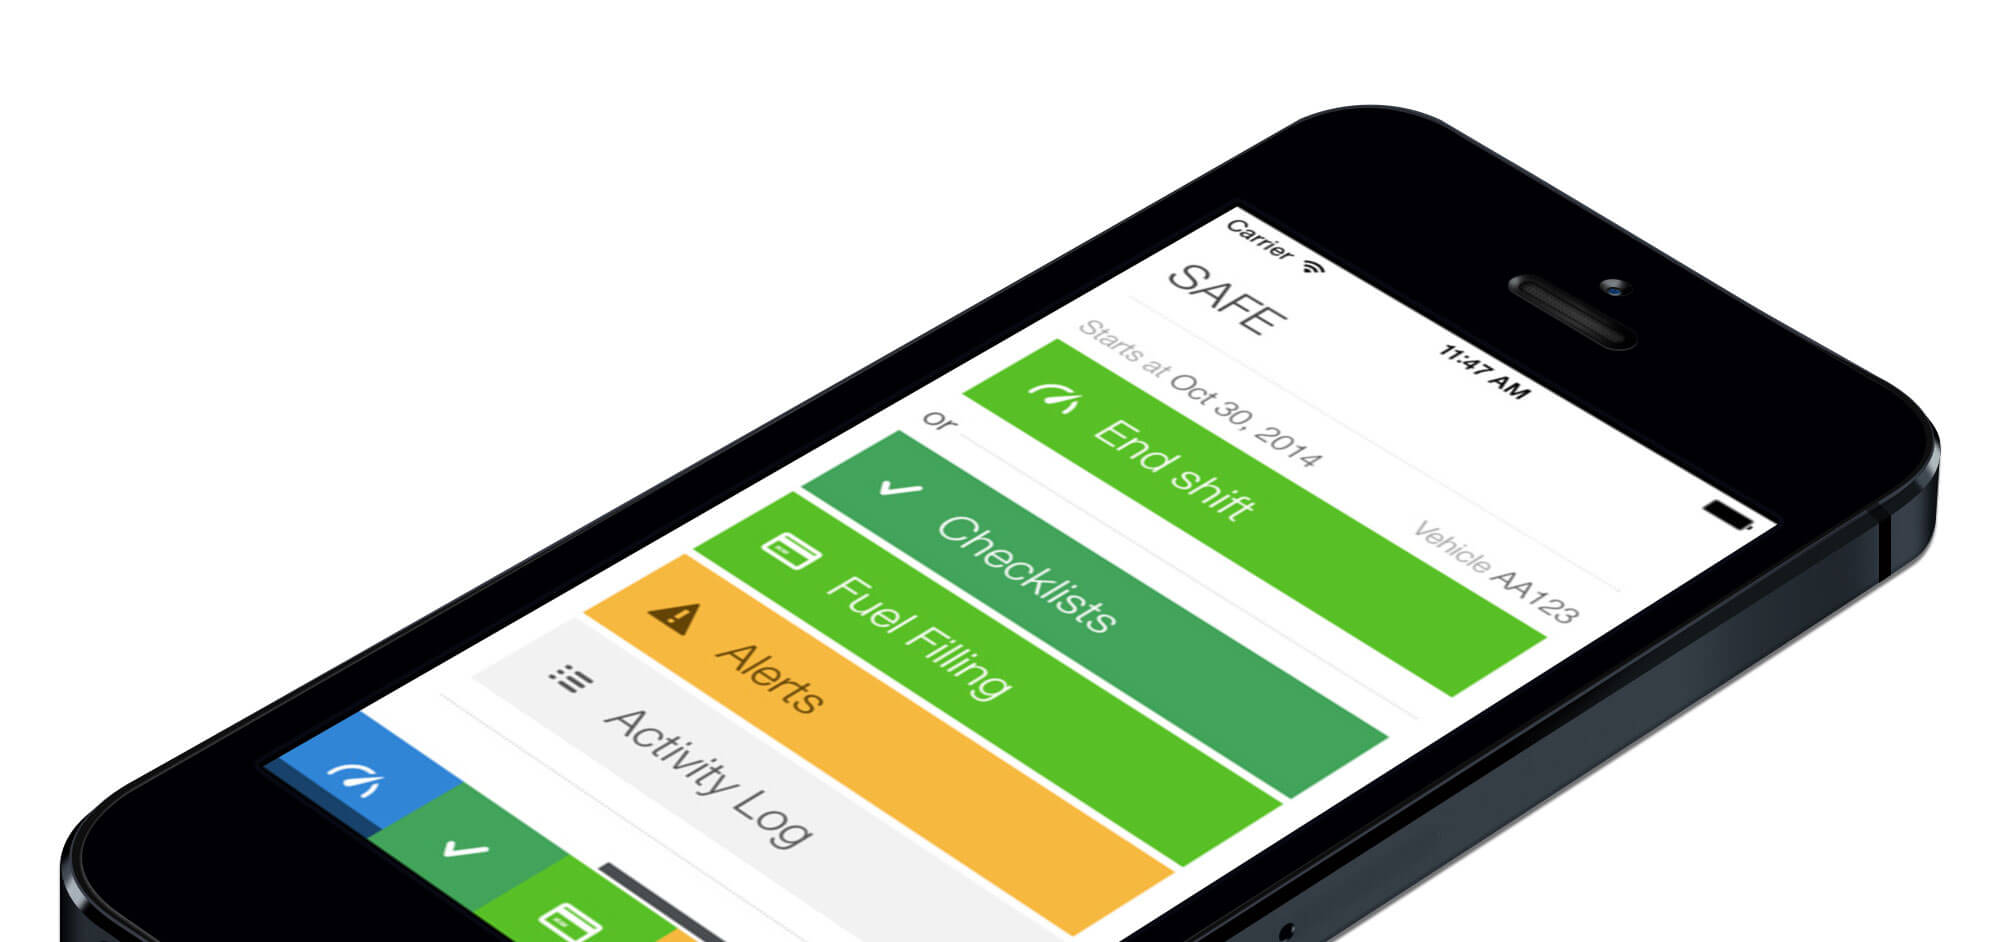 Carrier 11:47 AM
SAFE
Starts at Oct 30, 2014 Vehicle AA123
End shift
or
Checklists
Fuel Filling
Alerts
Activity Log